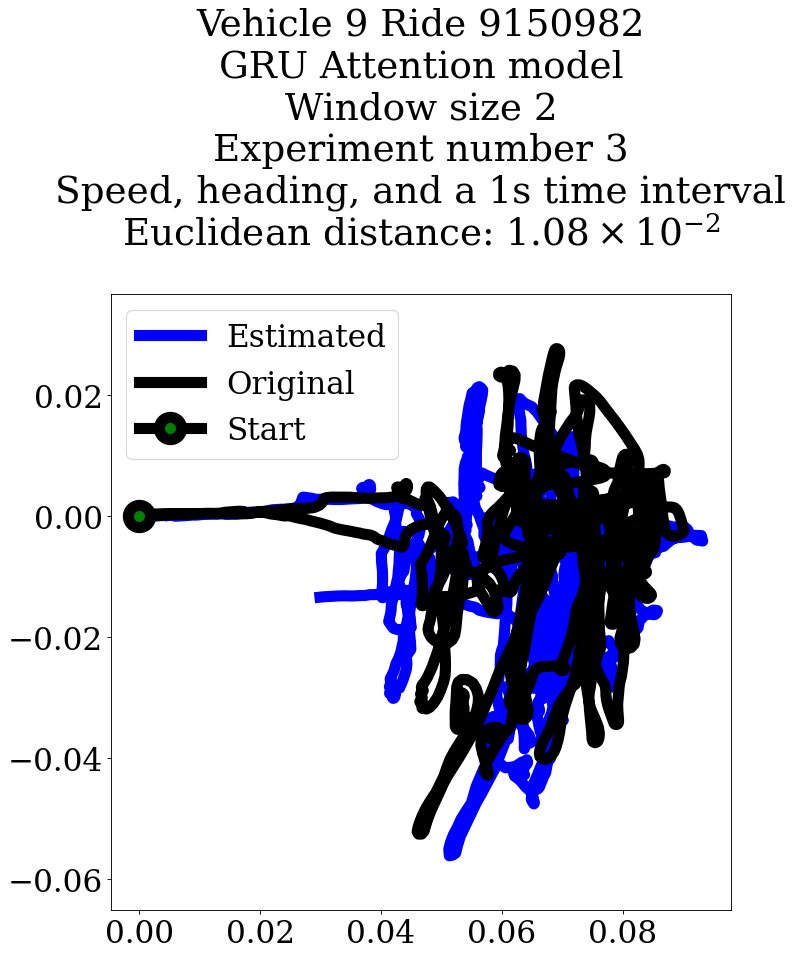 Vehicle 9 Ride 9150982
GRU Attention model
Window size 2
Experiment number 3
Speed, heading, and a 1s time interval
Euclidean distance: 1.08 × 10⁻²
Estimated
Original
Start
0.02
0.00
−0.02
−0.04
−0.06
0.00 0.02 0.04 0.06 0.08